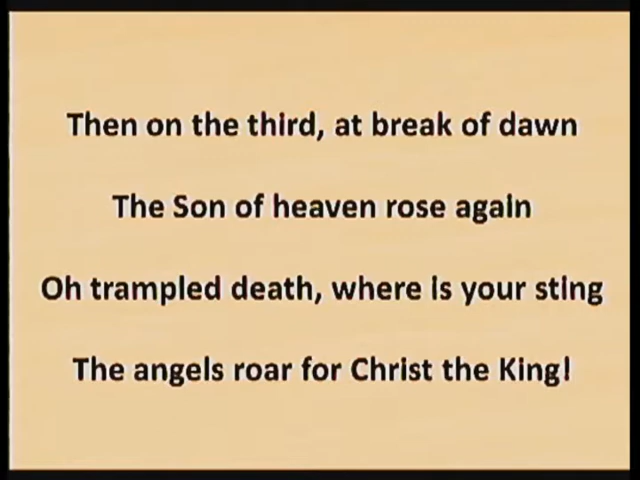 Then on the third, at break of dawn
The Son of heaven rose again
Oh trampled death, where is your sting
The angels roar for Christ the King!